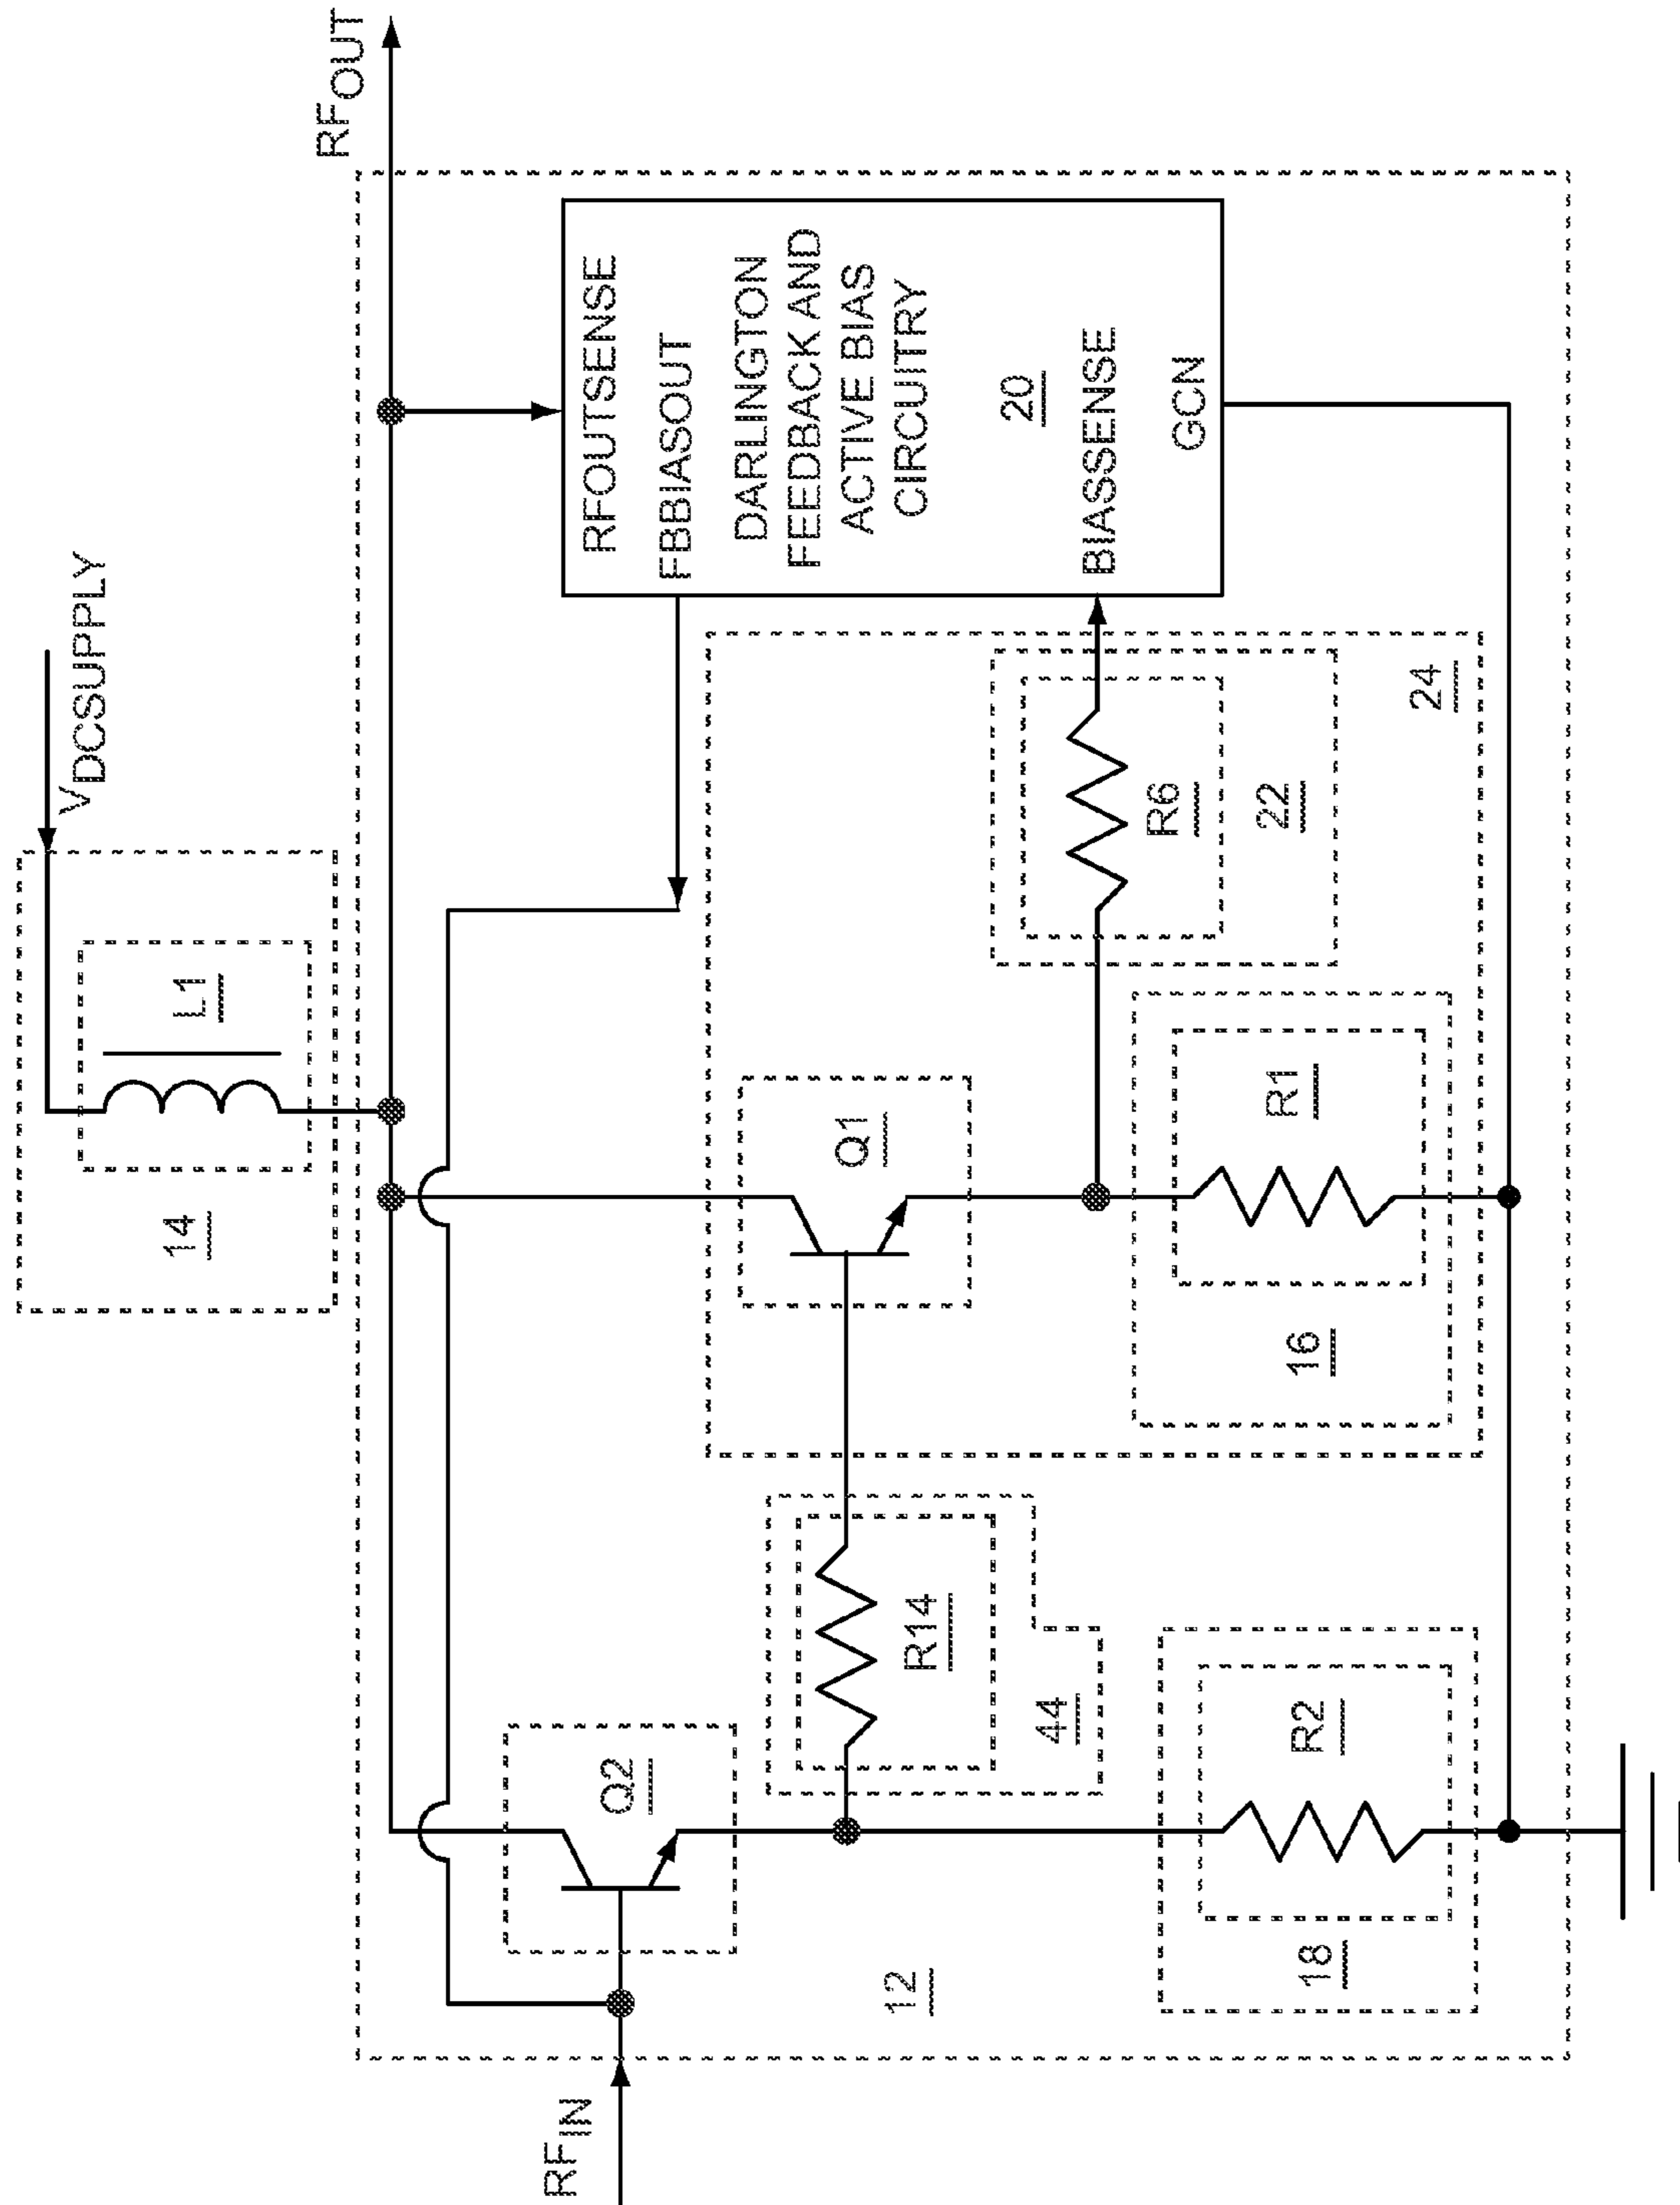 VDCSUPPLY
L1
14
RFOUT
RFOUTSENSE
FBBIASOUT
DARLINGTON
FEEDBACK AND
ACTIVE BIAS
CIRCUITRY
20
BIASSENSE
GCN
Q2
Q1
R14
44
R6
22
24
R1
16
R2
18
12
RFIN